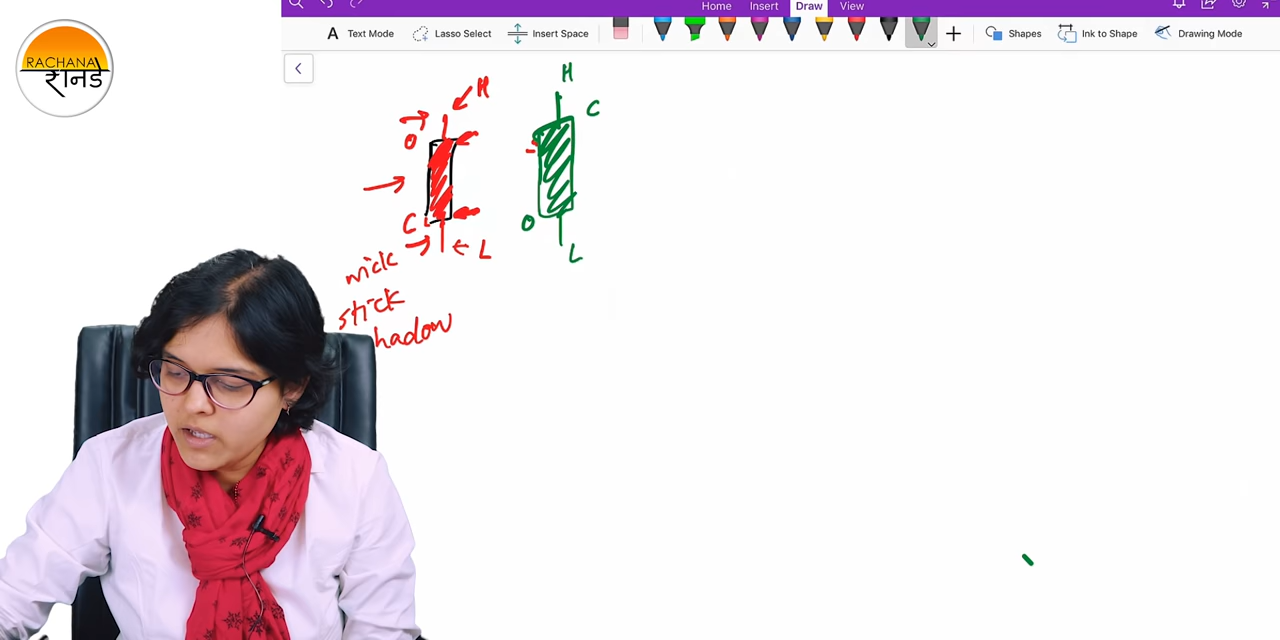 RACHANA
रानडे
Home Insert Draw View
Text Mode Lasso Select Insert Space Shapes Ink to Shape Drawing Mode
H
H
C
O
C
O
L
L
wick
stick
hadow